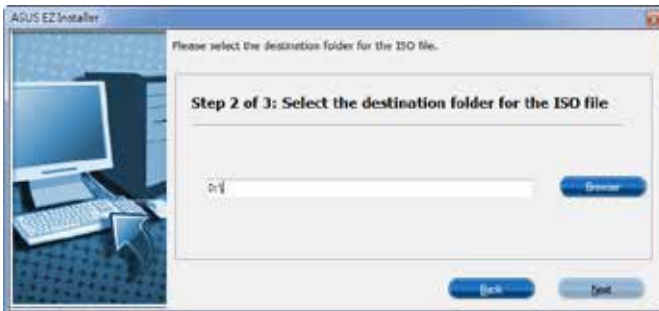 ASUS EZ Installer
Please select the destination folder for the ISO file.
Step 2 of 3: Select the destination folder for the ISO file
D:\
Browser
Back
Next